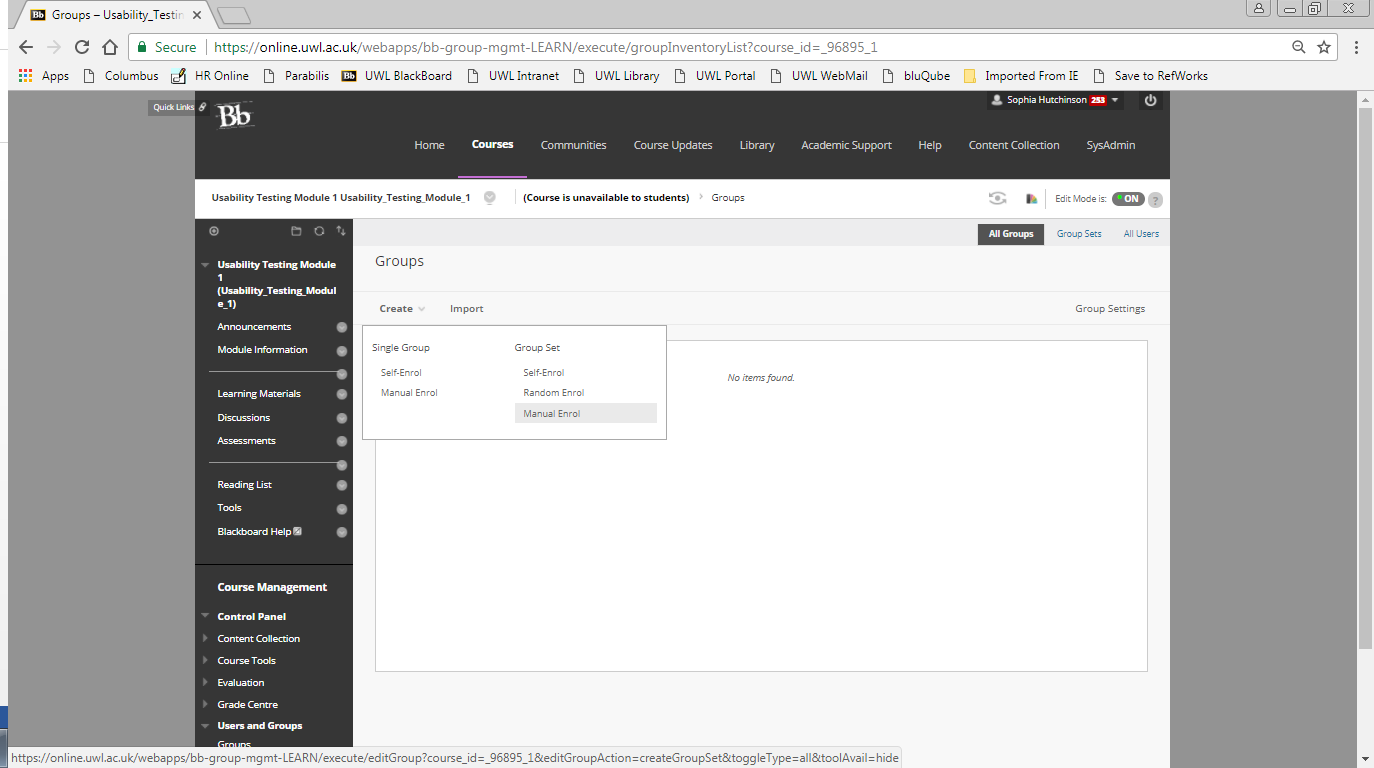 Bb Groups – Usability_Testin
Secure https://online.uwl.ac.uk/webapps/bb-group-mgmt-LEARN/execute/groupInventoryList?course_id=_96895_1
Apps Columbus HR Online Parabilis Bb UWL BlackBoard UWL Intranet UWL Library UWL Portal UWL WebMail bluQube Imported From IE Save to RefWorks
Quick Links Bb Sophia Hutchinson 253
Home Courses Communities Course Updates Library Academic Support Help Content Collection SysAdmin
Usability Testing Module 1 Usability_Testing_Module_1 (Course is unavailable to students) Groups Edit Mode is: ON ?
All Groups Group Sets All Users
Groups
Create Import Group Settings
Single Group Group Set
Self-Enrol Self-Enrol
Manual Enrol Random Enrol
Manual Enrol
No items found.
Usability Testing Module
1
(Usability_Testing_Modul
e_1)
Announcements
Module Information
Learning Materials
Discussions
Assessments
Reading List
Tools
Blackboard Help
Course Management
Control Panel
Content Collection
Course Tools
Evaluation
Grade Centre
Users and Groups
Groups
https://online.uwl.ac.uk/webapps/bb-group-mgmt-LEARN/execute/editGroup?course_id=_96895_1&editGroupAction=createGroupSet&toggleType=all&toolAvail=hide